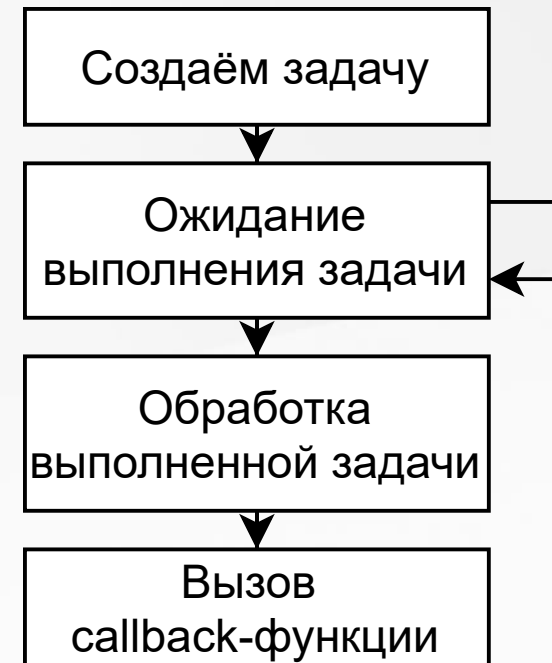 Создаём задачу
Ожидание
выполнения задачи
Обработка
выполненной задачи
Вызов
callback-функции